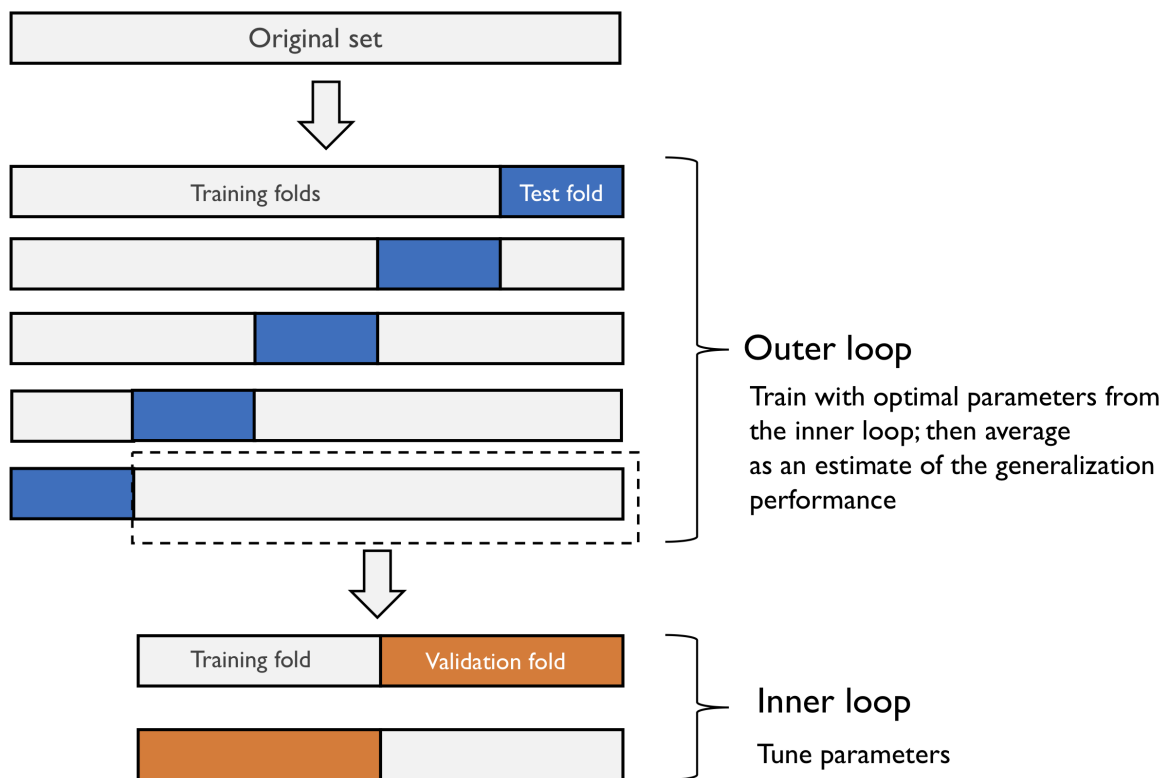 Original set
Training folds
Test fold
Outer loop
Train with optimal parameters from
the inner loop; then average
as an estimate of the generalization
performance
Training fold
Validation fold
Inner loop
Tune parameters